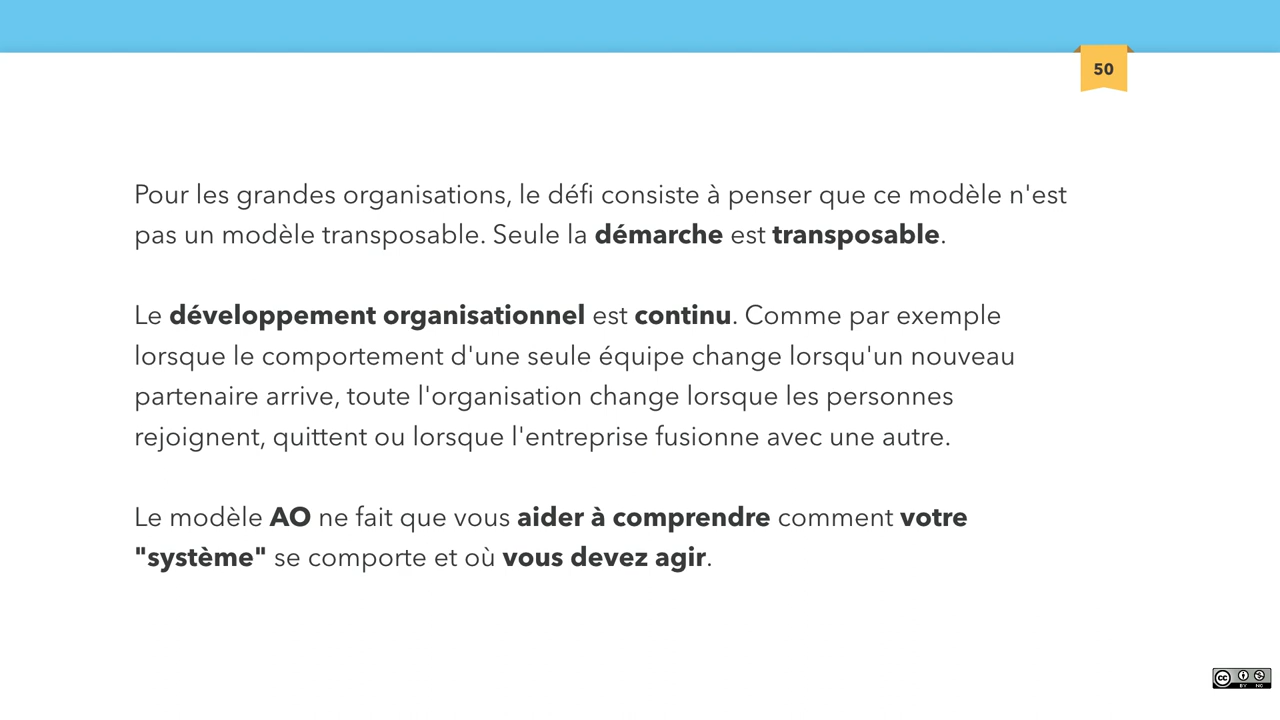 50
Pour les grandes organisations, le défi consiste à penser que ce modèle n'est
pas un modèle transposable. Seule la démarche est transposable.
Le développement organisationnel est continu. Comme par exemple
lorsque le comportement d'une seule équipe change lorsqu'un nouveau
partenaire arrive, toute l'organisation change lorsque les personnes
rejoignent, quittent ou lorsque l'entreprise fusionne avec une autre.
Le modèle AO ne fait que vous aider à comprendre comment votre
"système" se comporte et où vous devez agir.
cc
BY NC